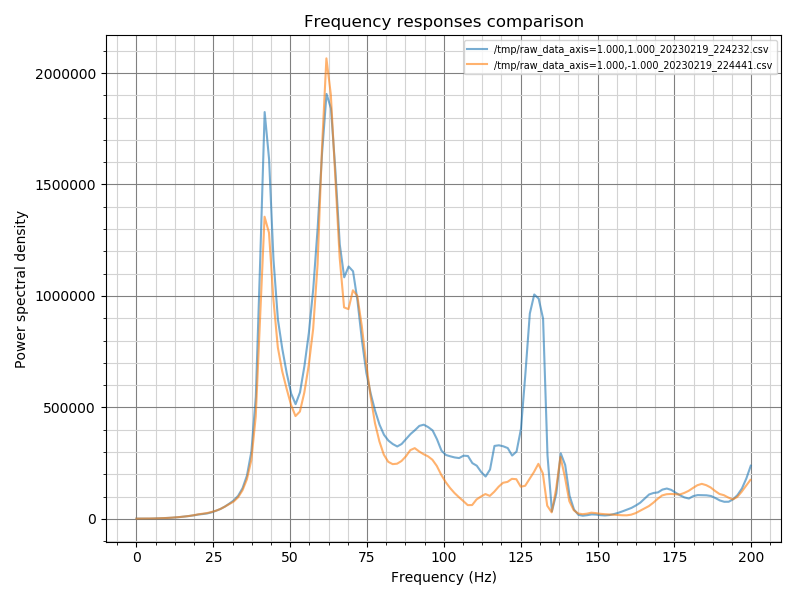 Frequency responses comparison
/tmp/raw_data_axis=1.000,1.000_20230219_224232.csv
/tmp/raw_data_axis=1.000,-1.000_20230219_224441.csv
Power spectral density
2000000
1500000
1000000
500000
0
0 25 50 75 100 125 150 175 200
Frequency (Hz)